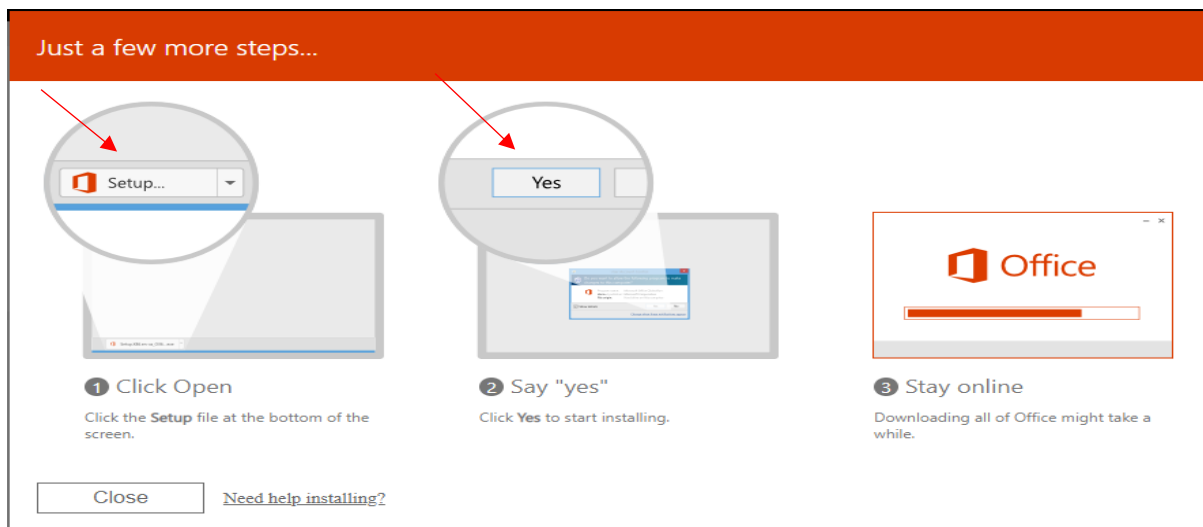 Just a few more steps...
Setup...
Yes
Office
1 Click Open
Click the Setup file at the bottom of the
screen.
2 Say "yes"
Click Yes to start installing.
3 Stay online
Downloading all of Office might take a
while.
Close
Need help installing?